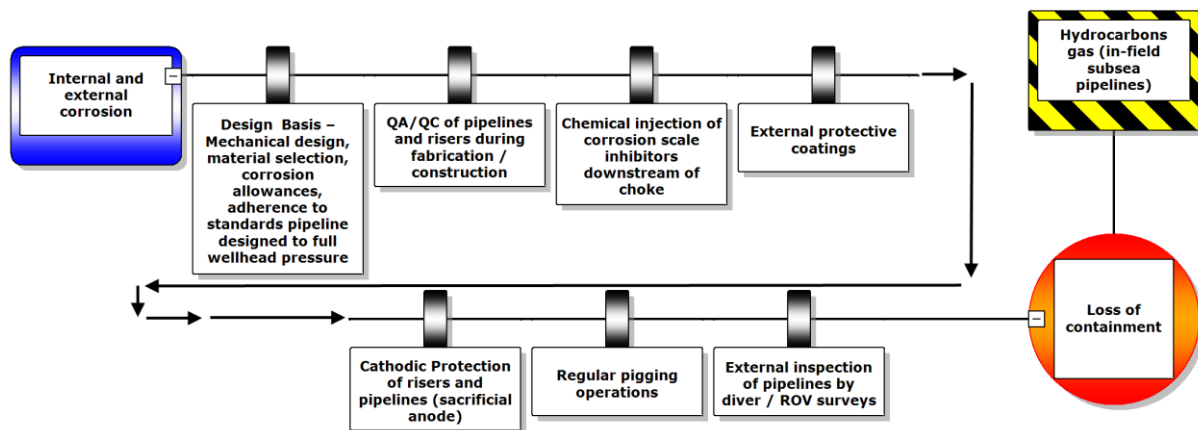 Internal and
external
corrosion
Design Basis –
Mechanical design,
material selection,
corrosion
allowances,
adherence to
standards pipeline
designed to full
wellhead pressure
QA/QC of pipelines
and risers during
fabrication /
construction
Chemical injection of
corrosion scale
inhibitors
downstream of
choke
External protective
coatings
Hydrocarbons
gas (in-field
subsea
pipelines)
Cathodic Protection
of risers and
pipelines (sacrificial
anode)
Regular pigging
operations
External inspection
of pipelines by
diver / ROV surveys
Loss of
containment